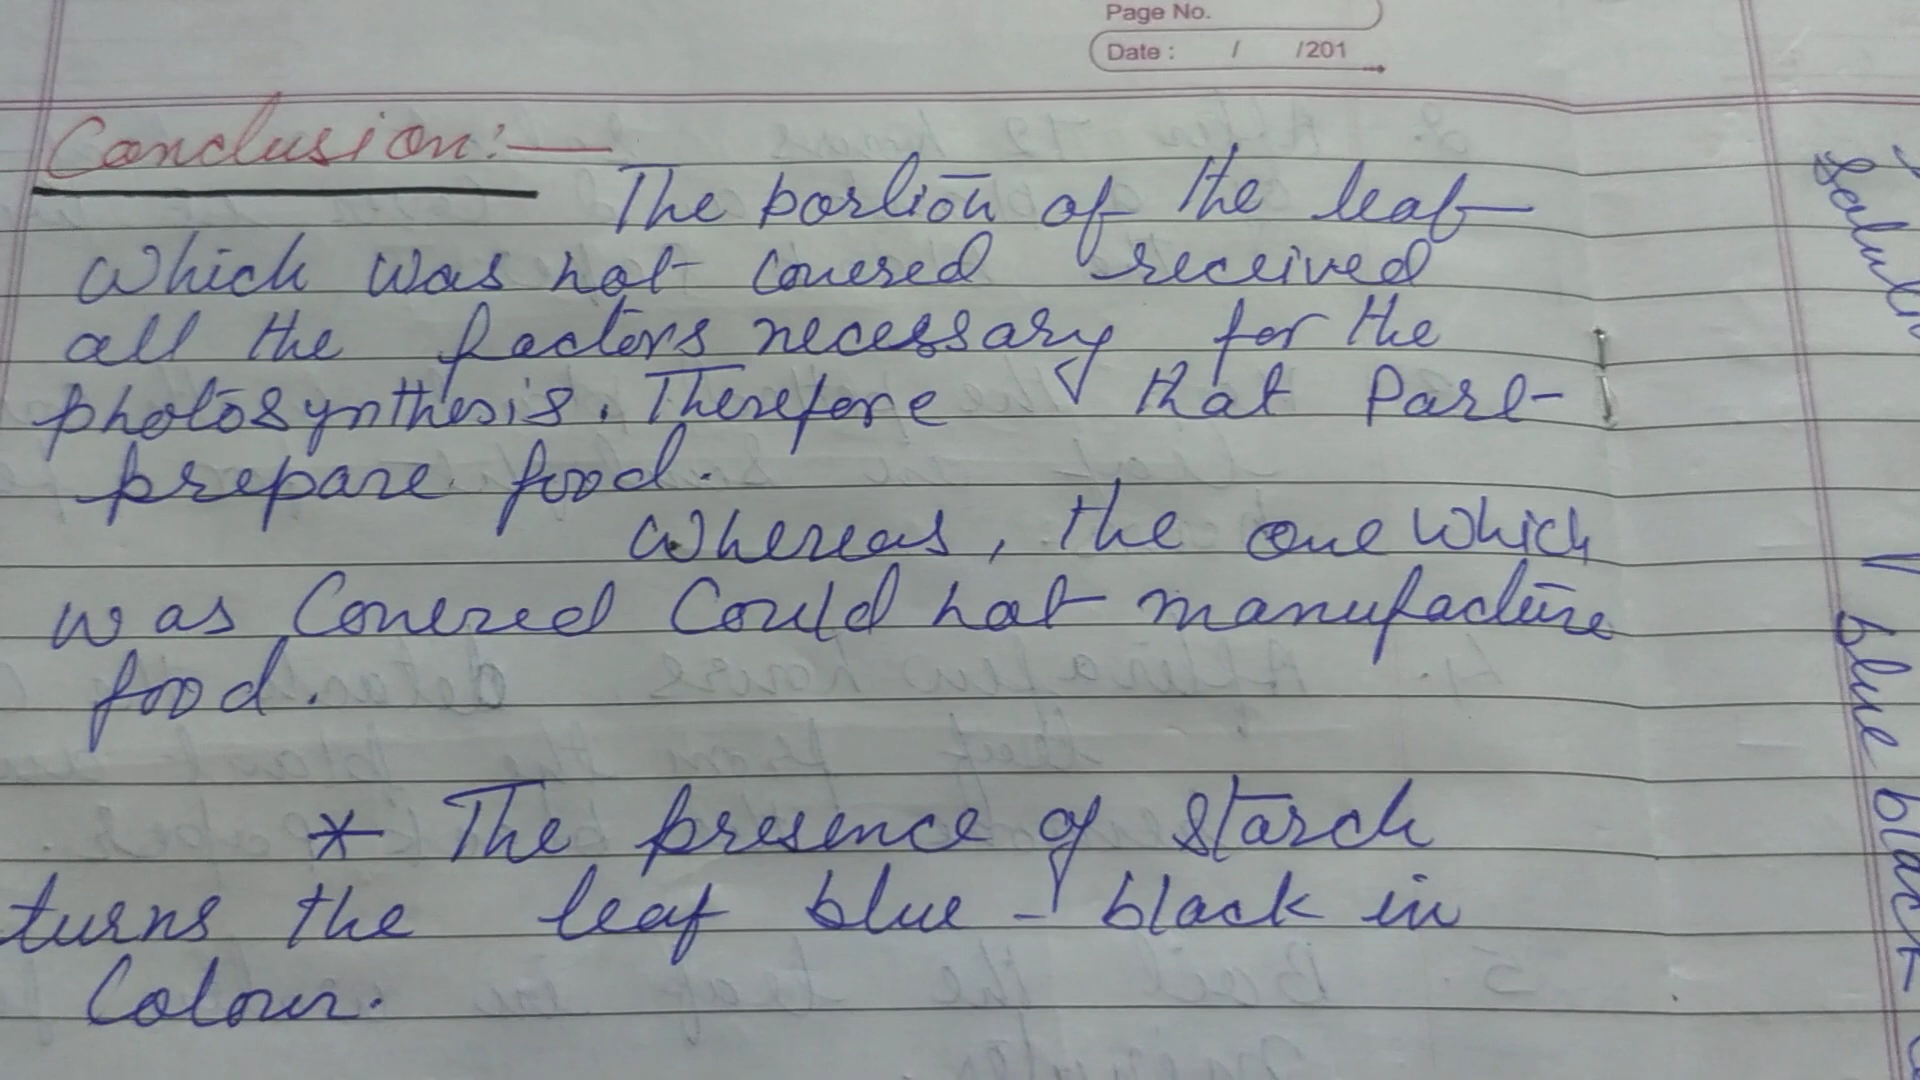 Page No.
Date : / /201
Conclusion:—
The portion of the leaf
which was not covered received
all the factors necessary for the
photosynthesis. Therefore that Part
prepare food.
Whereas, the one which
was Covered Could not manufacture
food.
* The presence of starch
turns the leaf blue - black in
Colour.
blue black